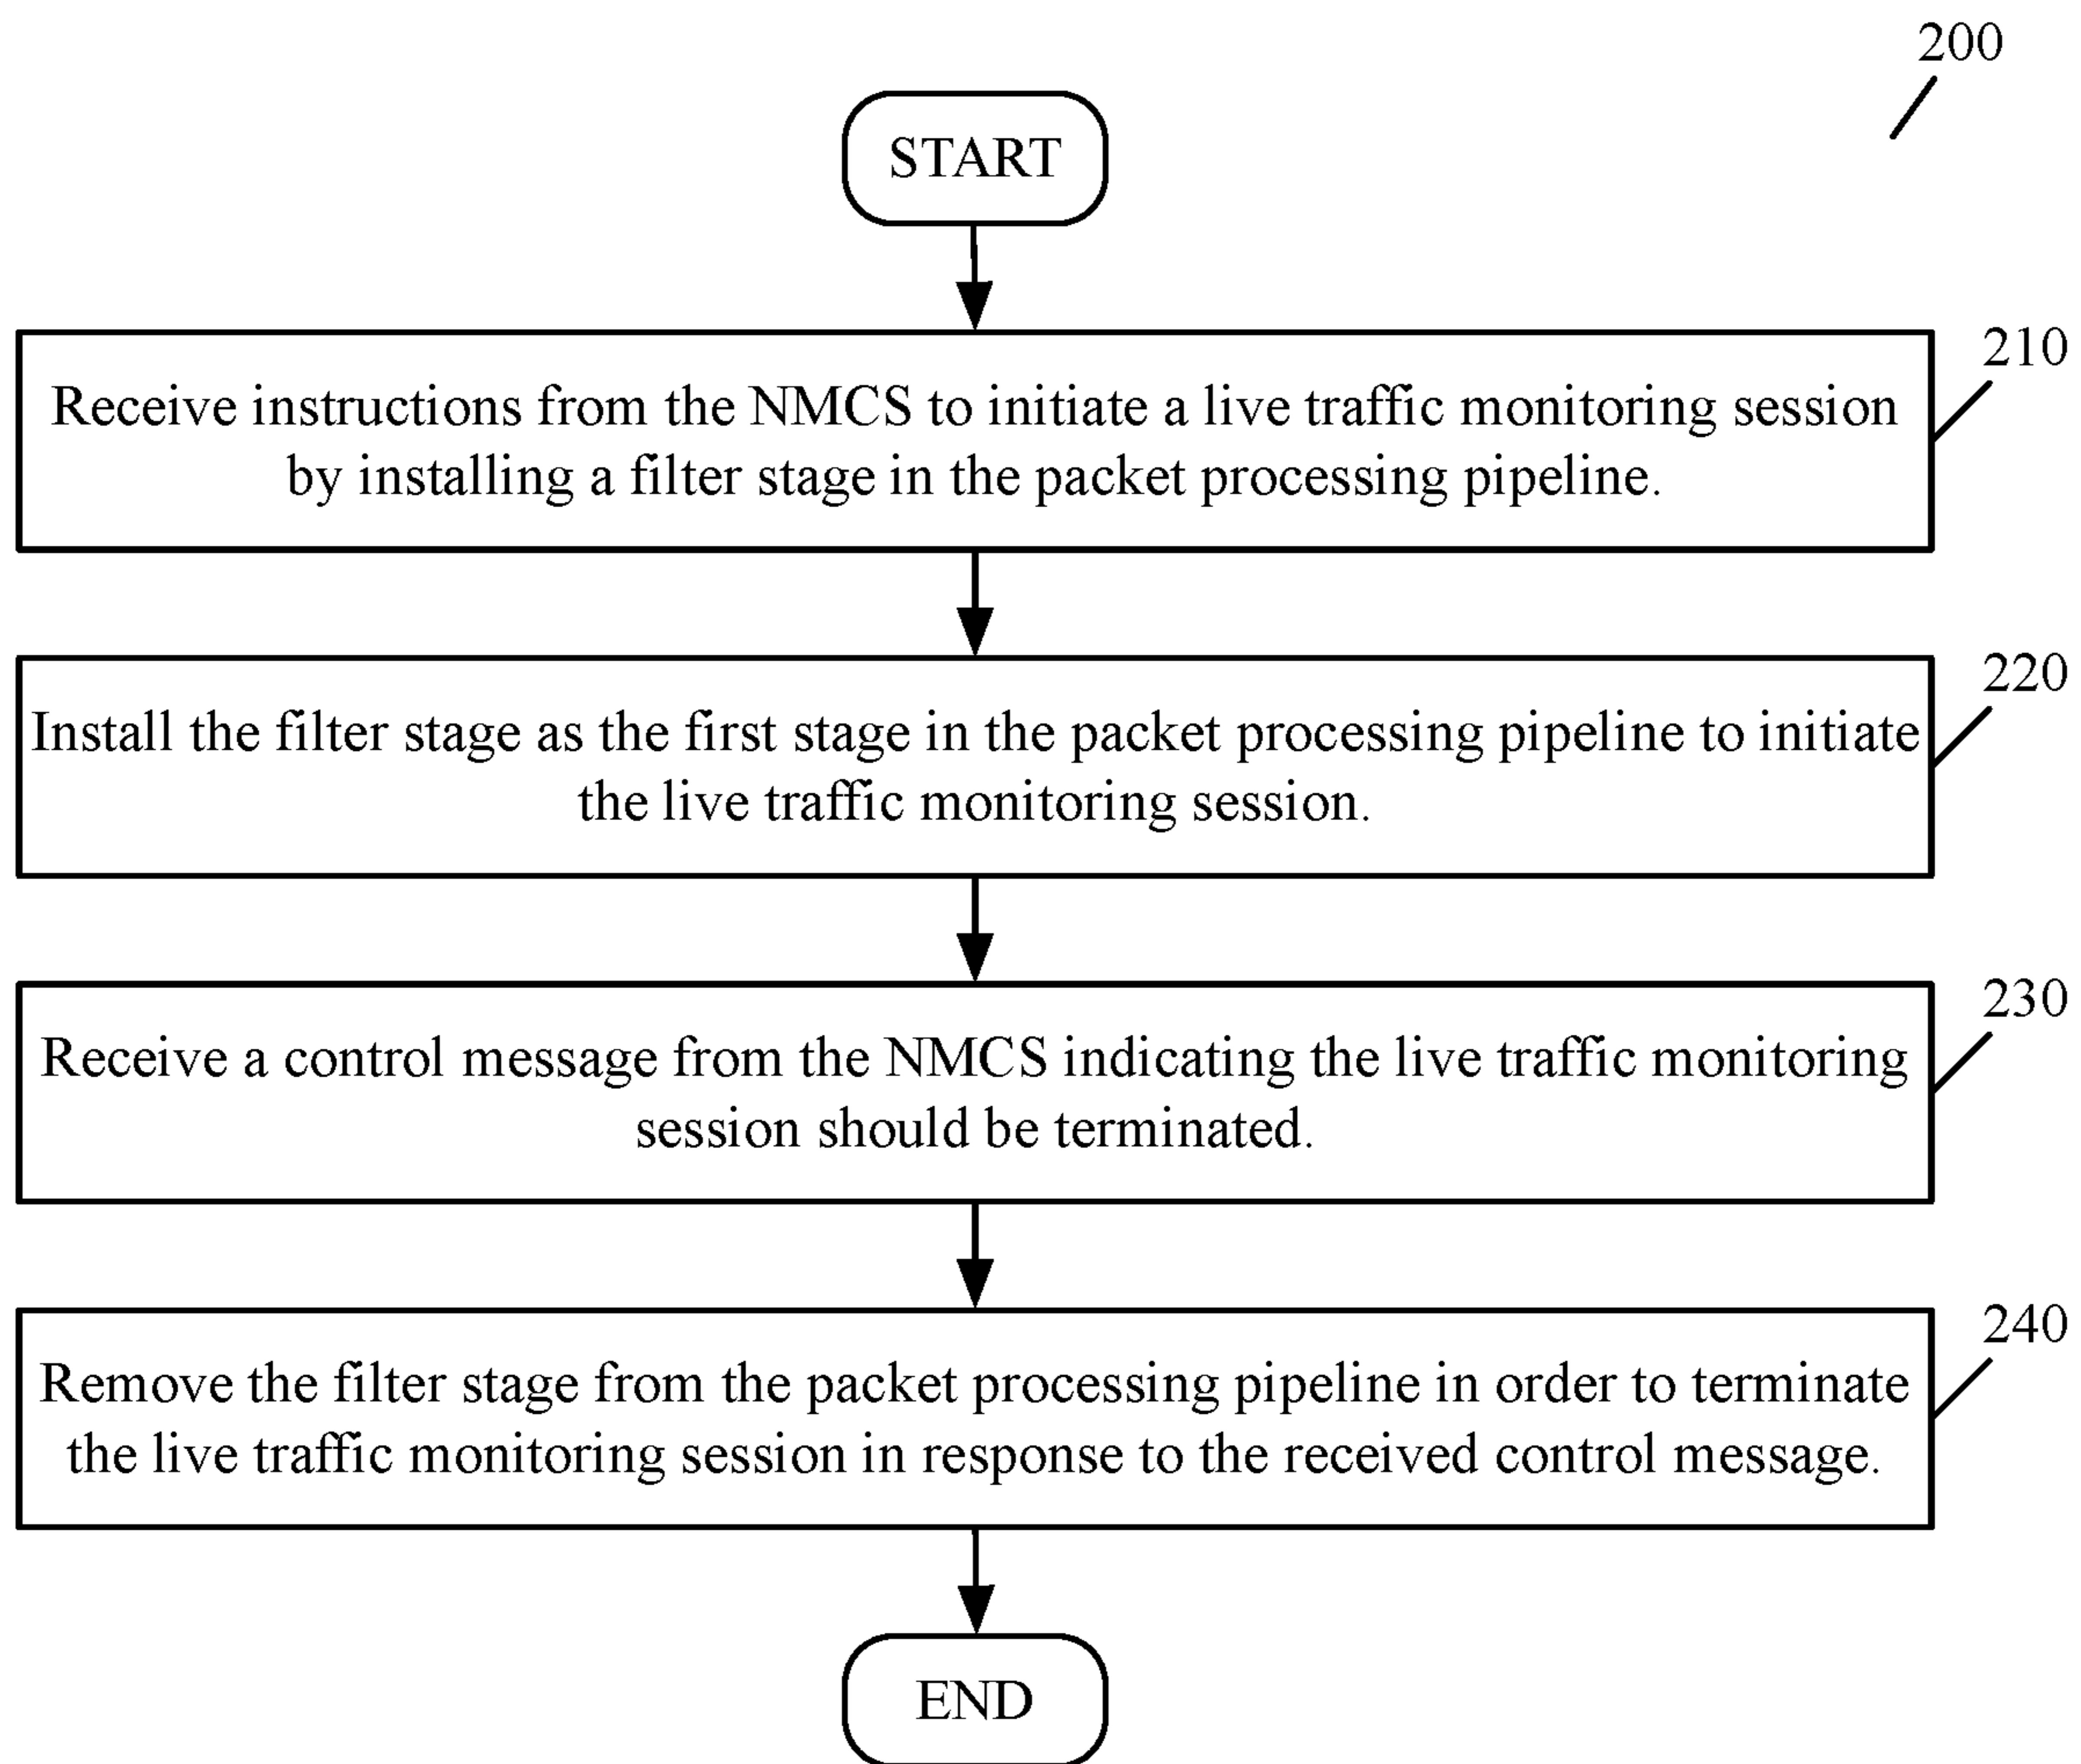 200
START
210
Receive instructions from the NMCS to initiate a live traffic monitoring session
by installing a filter stage in the packet processing pipeline.
220
Install the filter stage as the first stage in the packet processing pipeline to initiate
the live traffic monitoring session.
230
Receive a control message from the NMCS indicating the live traffic monitoring
session should be terminated.
240
Remove the filter stage from the packet processing pipeline in order to terminate
the live traffic monitoring session in response to the received control message.
END